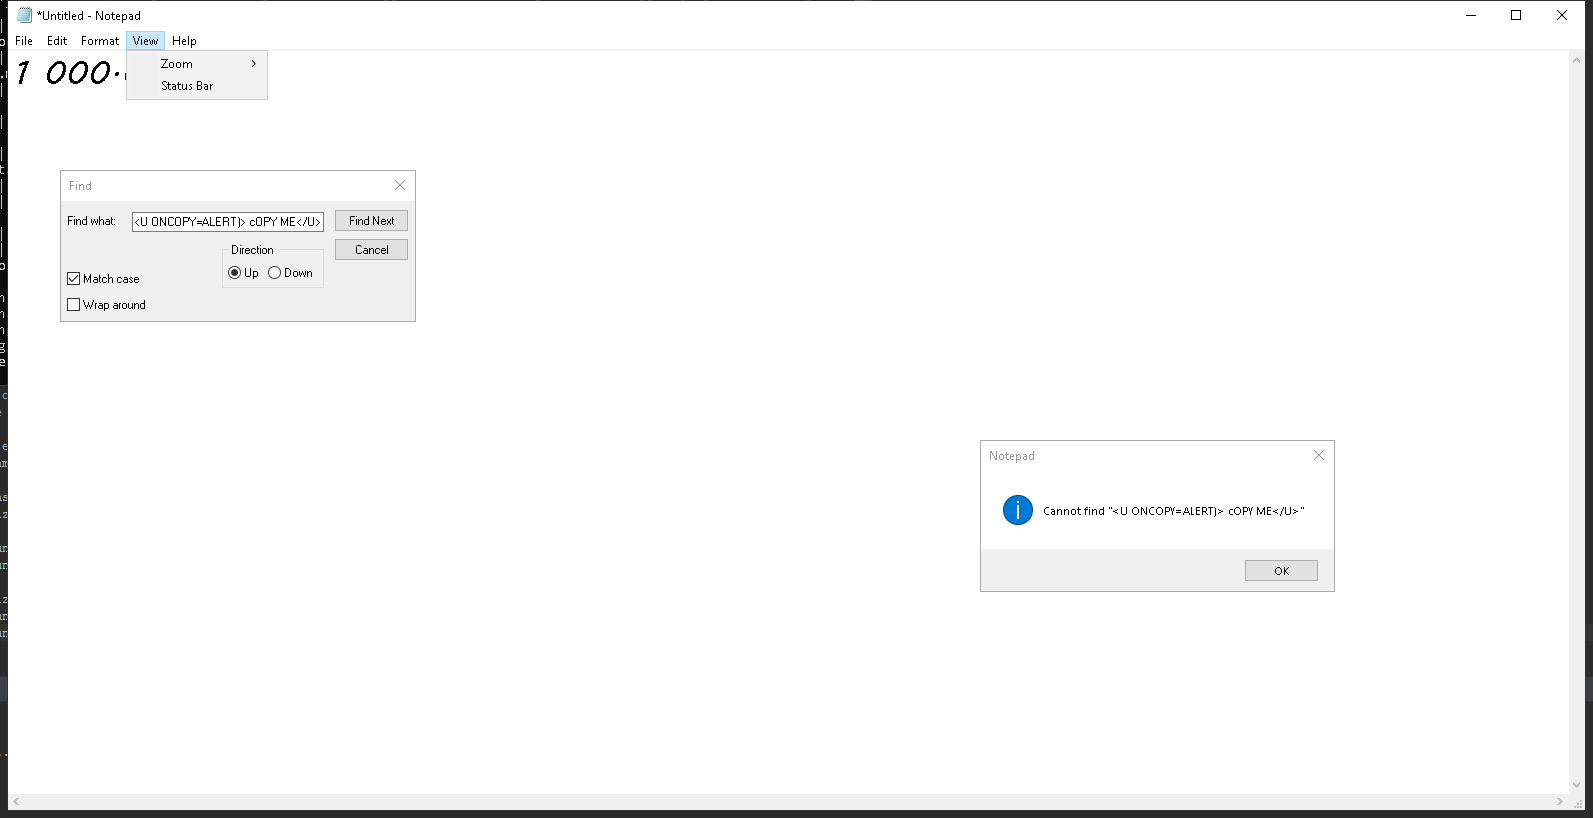 *Untitled - Notepad
File Edit Format View Help
1 000.
Zoom
Status Bar
Find
Find what: <U ONCOPY=ALERT)> cOPY ME</U> Find Next
Direction Cancel
Up Down
Match case
Wrap around
Notepad
Cannot find "<U ONCOPY=ALERT)> cOPY ME</U>"
OK